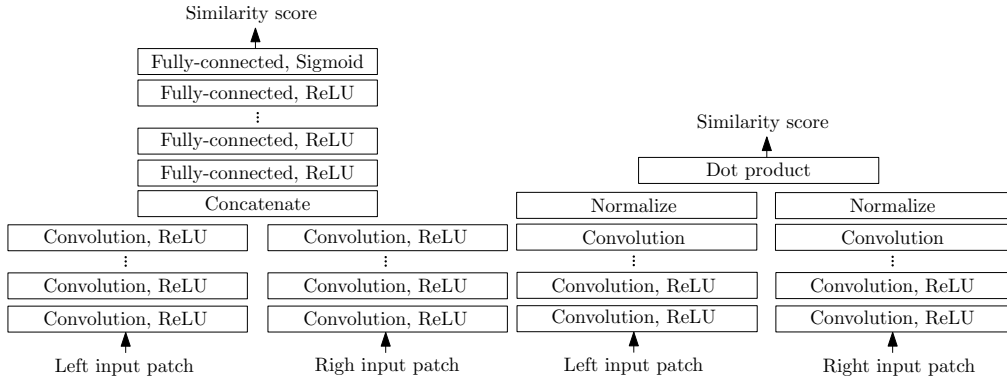 Similarity score
Fully-connected, Sigmoid
Fully-connected, ReLU
⋮
Fully-connected, ReLU
Fully-connected, ReLU
Concatenate
Convolution, ReLU
Convolution, ReLU
⋮
⋮
Convolution, ReLU
Convolution, ReLU
Convolution, ReLU
Convolution, ReLU
Left input patch
Righ input patch
Similarity score
Dot product
Normalize
Normalize
Convolution
Convolution
⋮
⋮
Convolution, ReLU
Convolution, ReLU
Convolution, ReLU
Convolution, ReLU
Left input patch
Right input patch